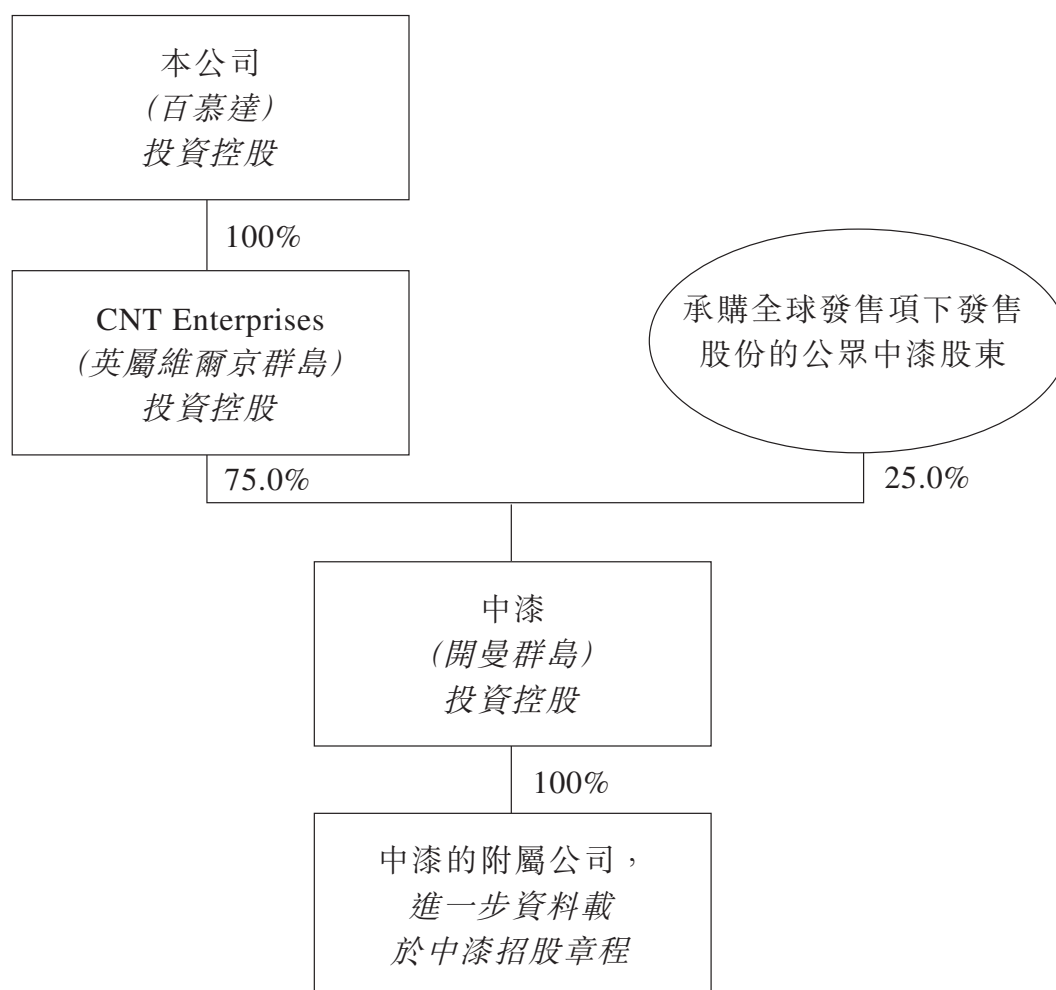 本公司
(百慕達)
投資控股
100%
CNT Enterprises
(英屬維爾京群島)
投資控股
承購全球發售項下發售
股份的公眾中漆股東
75.0%
25.0%
中漆
(開曼群島)
投資控股
100%
中漆的附屬公司，
進一步資料載
於中漆招股章程